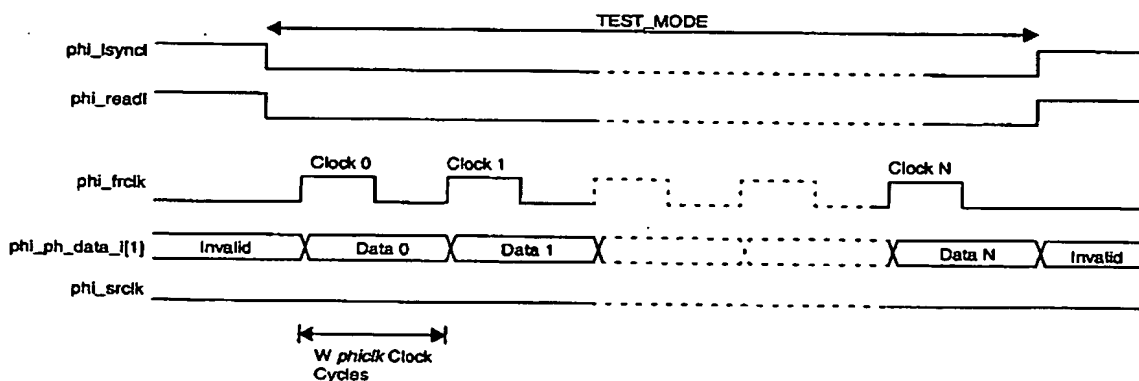 TEST_MODE
phi_lsyncl
phi_readl
Clock 0 Clock 1 Clock N
phi_frclk
phi_ph_data_i[1] Invalid Data 0 Data 1 Data N Invalid
phi_srclk
W phiclk Clock
Cycles